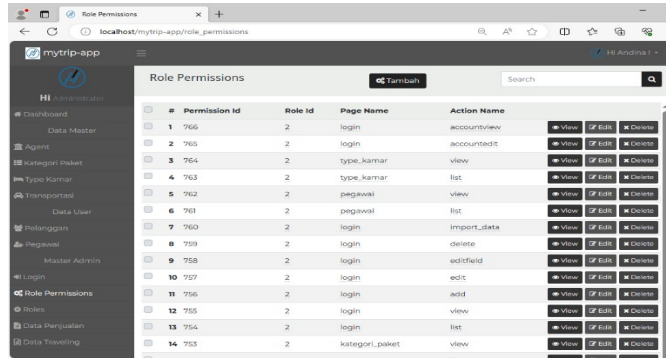 Role Permissions
localhost/mytrip-app/role_permissions
mytrip-app
Hi Andina !
Hi Administrator
Dashboard
Data Master
Agent
Kategori Paket
Type Kamar
Transportasi
Data User
Pelanggan
Pegawai
Master Admin
Login
Role Permissions
Roles
Data Penjualan
Data Traveling
Role Permissions
Tambah
Search
# Permission Id Role Id Page Name Action Name
1 766 2 login accountview View Edit Delete
2 765 2 login accountedit View Edit Delete
3 764 2 type_kamar view View Edit Delete
4 763 2 type_kamar list View Edit Delete
5 762 2 pegawai view View Edit Delete
6 761 2 pegawai list View Edit Delete
7 760 2 login import_data View Edit Delete
8 759 2 login delete View Edit Delete
9 758 2 login editfield View Edit Delete
10 757 2 login edit View Edit Delete
11 756 2 login add View Edit Delete
12 755 2 login view View Edit Delete
13 754 2 login list View Edit Delete
14 753 2 kategori_paket view View Edit Delete